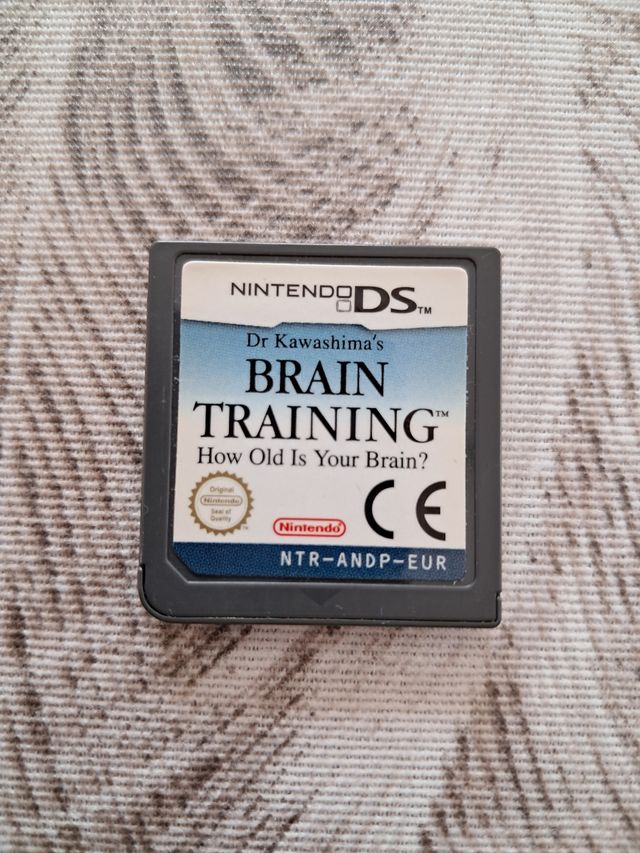 NINTENDO DS™
Dr Kawashima's
BRAIN
TRAINING™
How Old Is Your Brain?
Original
Nintendo
Seal of
Quality
Nintendo
CE
NTR-ANDP-EUR